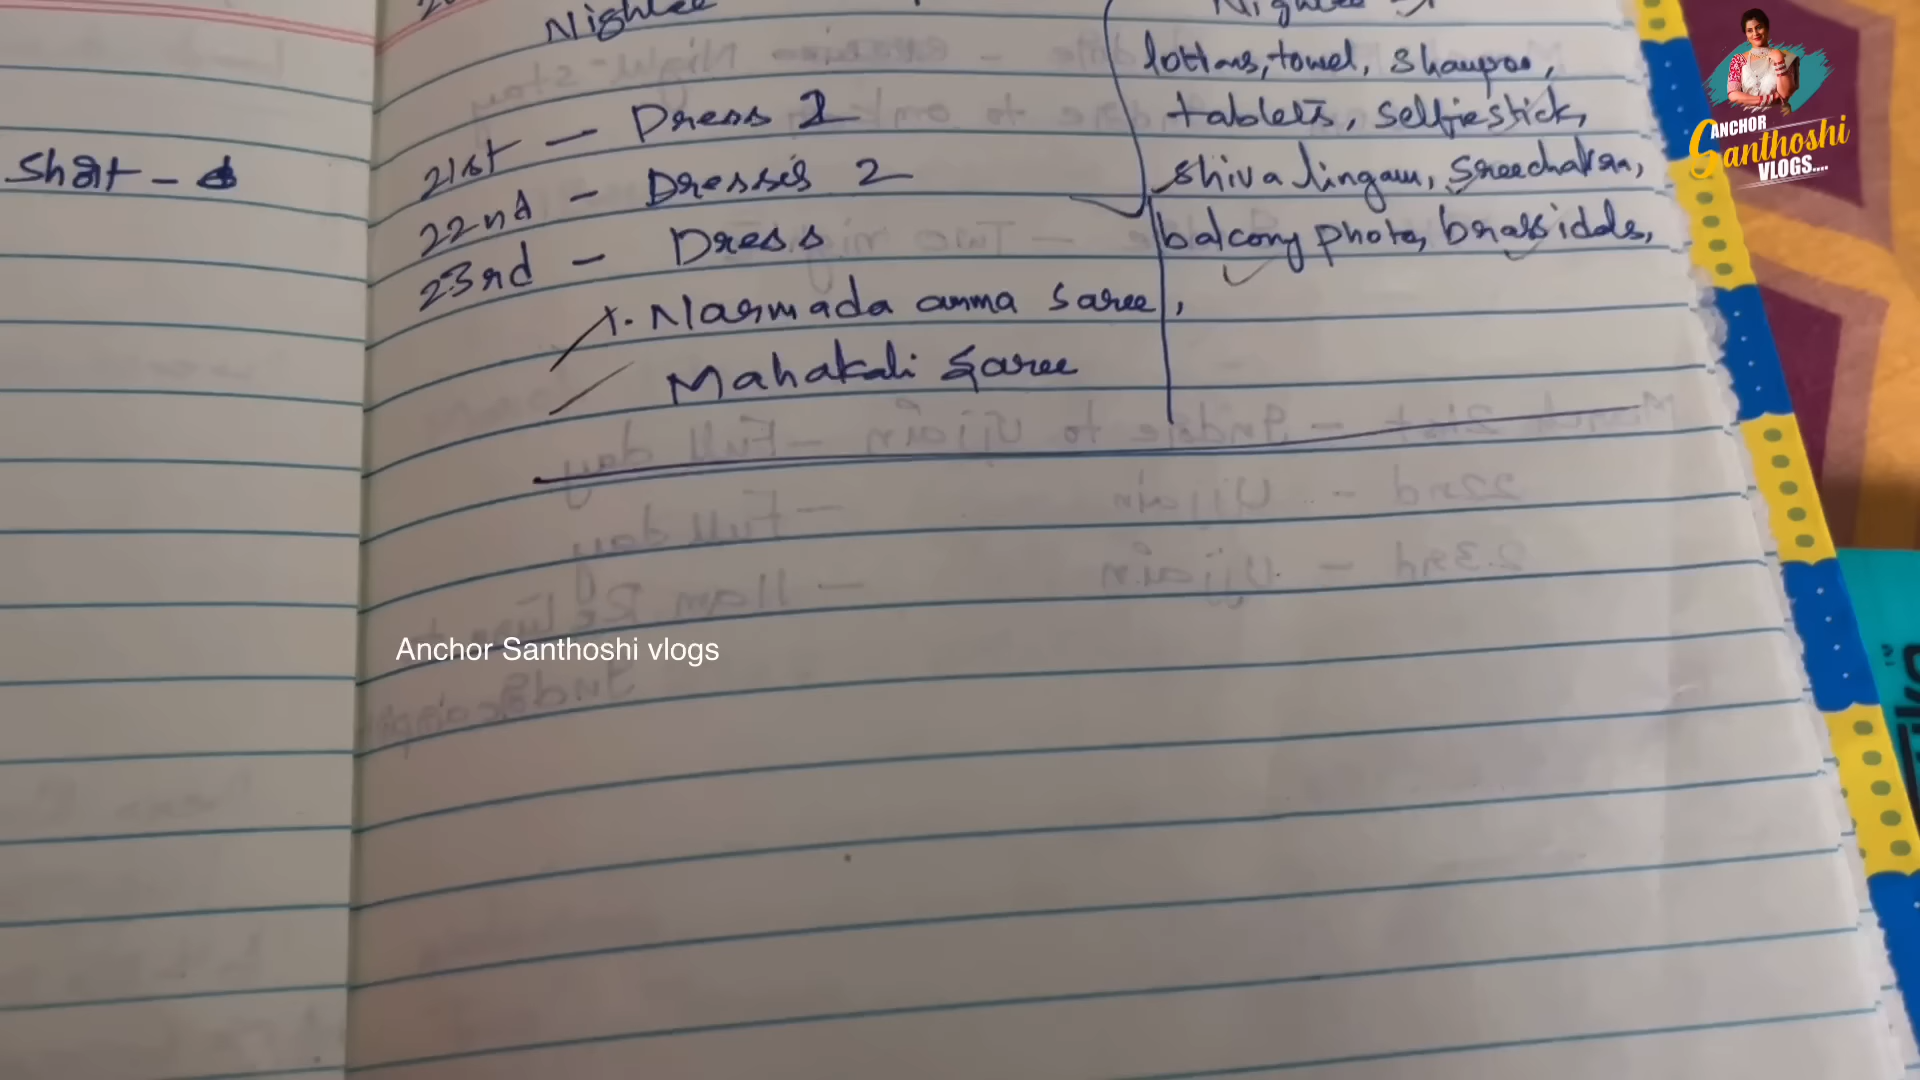 Shirt -
Nightee
21st - Dress 2
22nd - Dresses 2
23rd - Dress
Narmada amma saree,
Mahakali saree
Nightee
lotions, towel, shampoo,
tablets, selfiestick,
shiva lingam, Sreechakra,
balcony photo, brass idols,
Anchor Santhoshi vlogs
ANCHOR
Santhoshi
VLOGS....